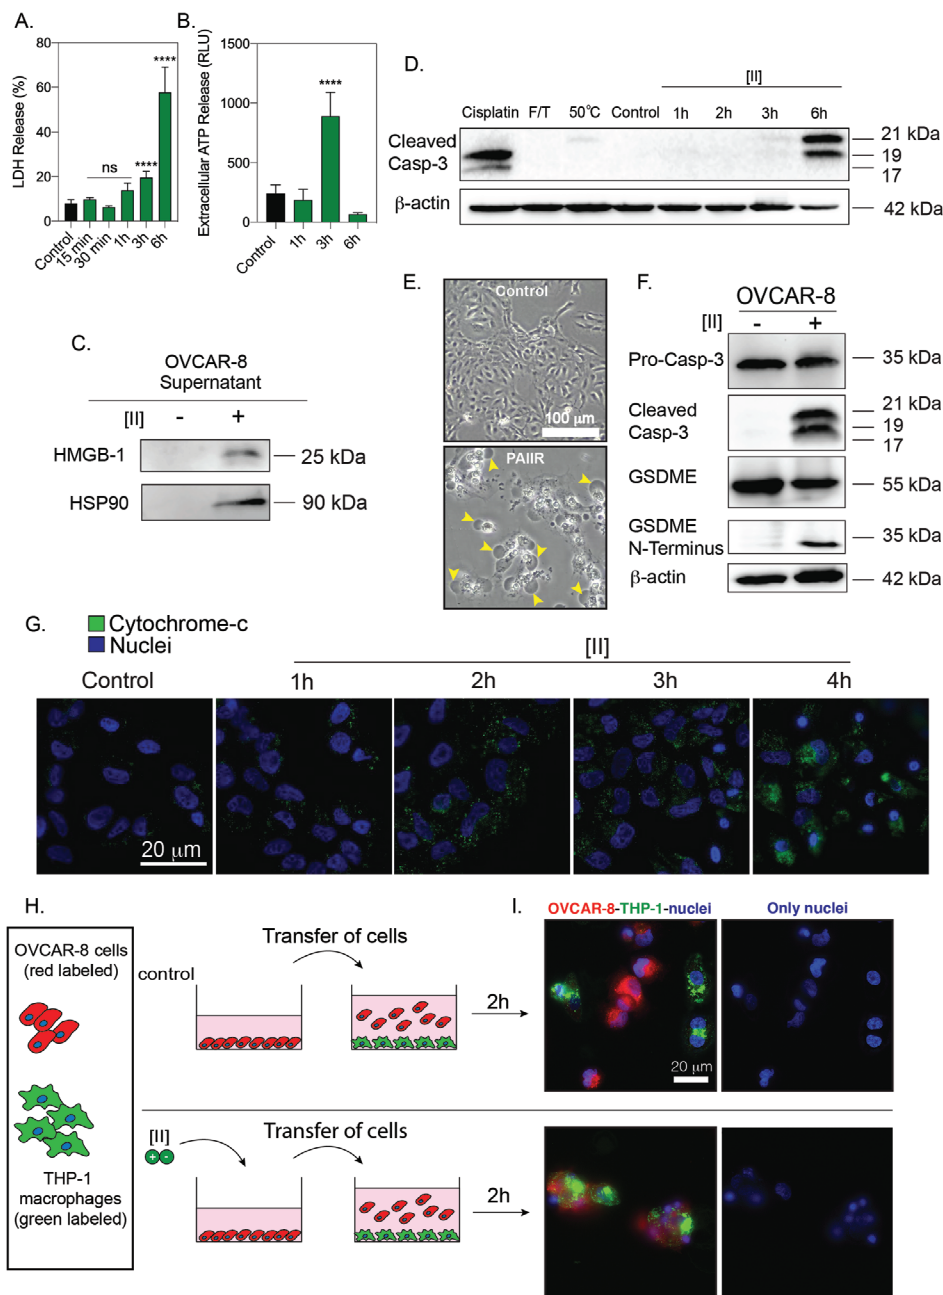 A.
LDH Release (%)
80
60
40
20
0
ns
****
****
Control
15 min
30 min
1h
3h
6h
B.
Extracellular ATP Release (RLU)
1500
1000
500
0
****
Control
1h
3h
6h
C.
OVCAR-8
Supernatant
[II] - +
HMGB-1 25 kDa
HSP90 90 kDa
D.
[II]
Cisplatin F/T 50°C Control 1h 2h 3h 6h
Cleaved
Casp-3
21 kDa
19
17
β-actin 42 kDa
E.
Control
100 μm
PAIIR
F.
OVCAR-8
[II] - +
Pro-Casp-3 35 kDa
Cleaved
Casp-3
21 kDa
19
17
GSDME 55 kDa
GSDME
N-Terminus
35 kDa
β-actin 42 kDa
G.
Cytochrome-c
Nuclei
[II]
Control 1h 2h 3h 4h
20 μm
H.
OVCAR-8 cells
(red labeled)
THP-1
macrophages
(green labeled)
control
Transfer of cells
2h
[II]
+ -
Transfer of cells
2h
I.
OVCAR-8-THP-1-nuclei
Only nuclei
20 μm